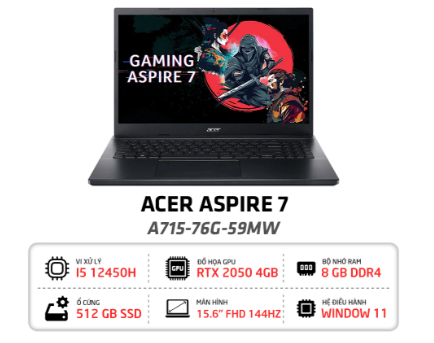 GAMING
ASPIRE 7
acer
ACER ASPIRE 7
A715-76G-59MW
VI XỬ LÝ
I5 12450H
GPU
ĐỒ HỌA GPU
RTX 2050 4GB
BỘ NHỚ RAM
8 GB DDR4
Ổ CỨNG
512 GB SSD
MÀN HÌNH
15.6” FHD 144HZ
HỆ ĐIỀU HÀNH
WINDOW 11